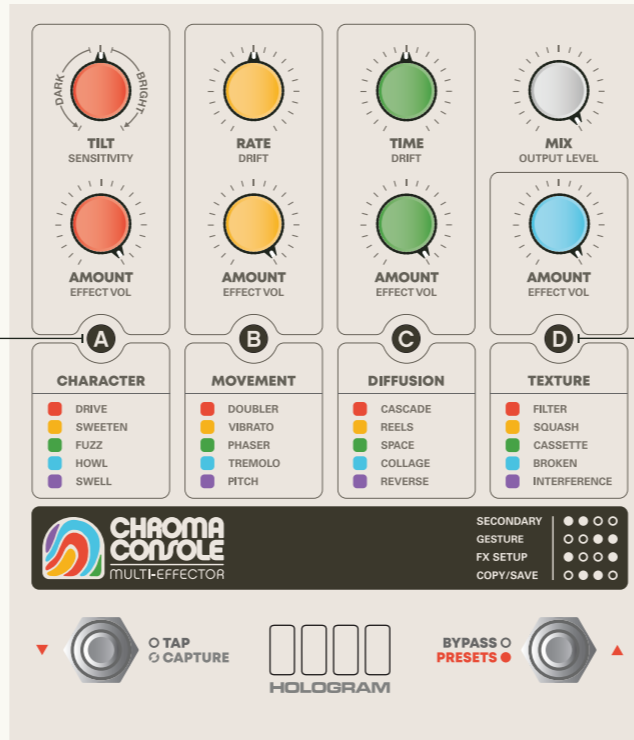 DARK
BRIGHT
TILT
SENSITIVITY
RATE
DRIFT
TIME
DRIFT
MIX
OUTPUT LEVEL
AMOUNT
EFFECT VOL
AMOUNT
EFFECT VOL
AMOUNT
EFFECT VOL
AMOUNT
EFFECT VOL
A
B
C
D
CHARACTER
DRIVE
SWEETEN
FUZZ
HOWL
SWELL
MOVEMENT
DOUBLER
VIBRATO
PHASER
TREMOLO
PITCH
DIFFUSION
CASCADE
REELS
SPACE
COLLAGE
REVERSE
TEXTURE
FILTER
SQUASH
CASSETTE
BROKEN
INTERFERENCE
CHROMA
CONSOLE
MULTI-EFFECTOR
SECONDARY
GESTURE
FX SETUP
COPY/SAVE
TAP
CAPTURE
HOLOGRAM
BYPASS
PRESETS